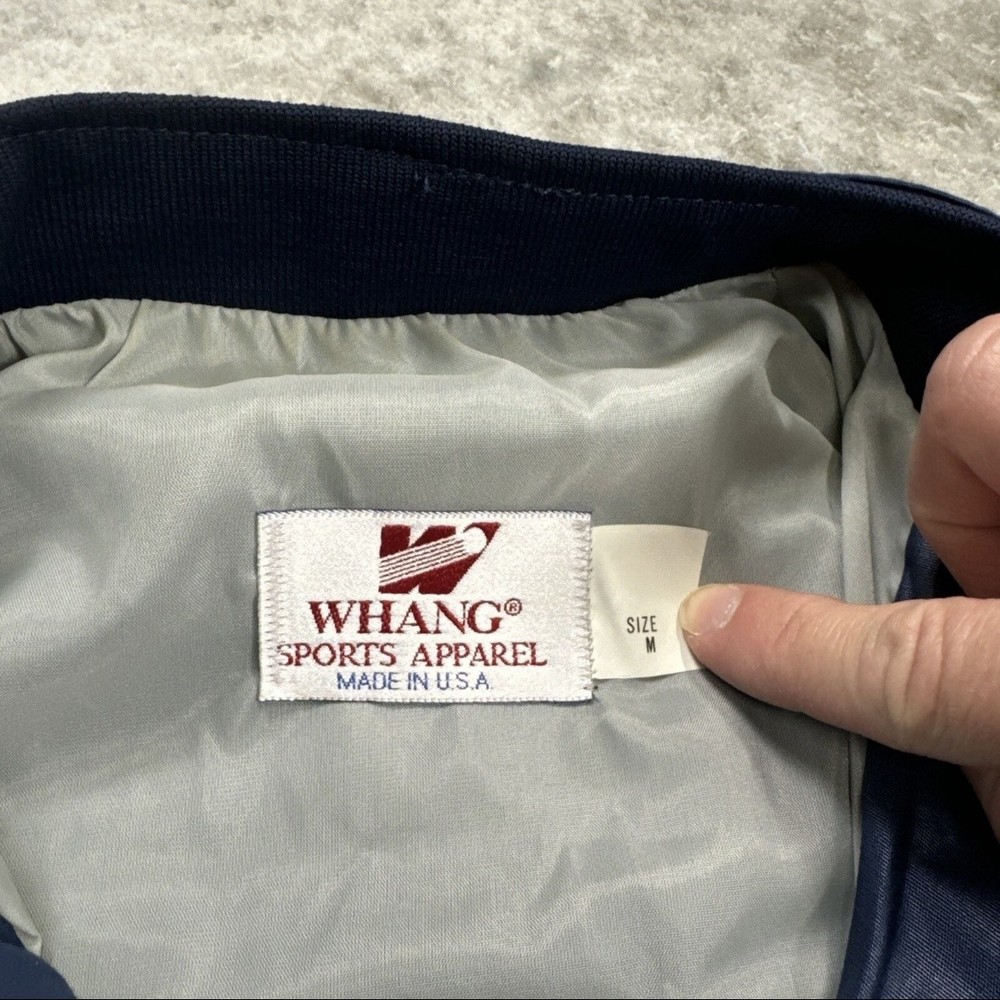 WHANG®
SPORTS APPAREL
MADE IN U.S.A.
SIZE
M